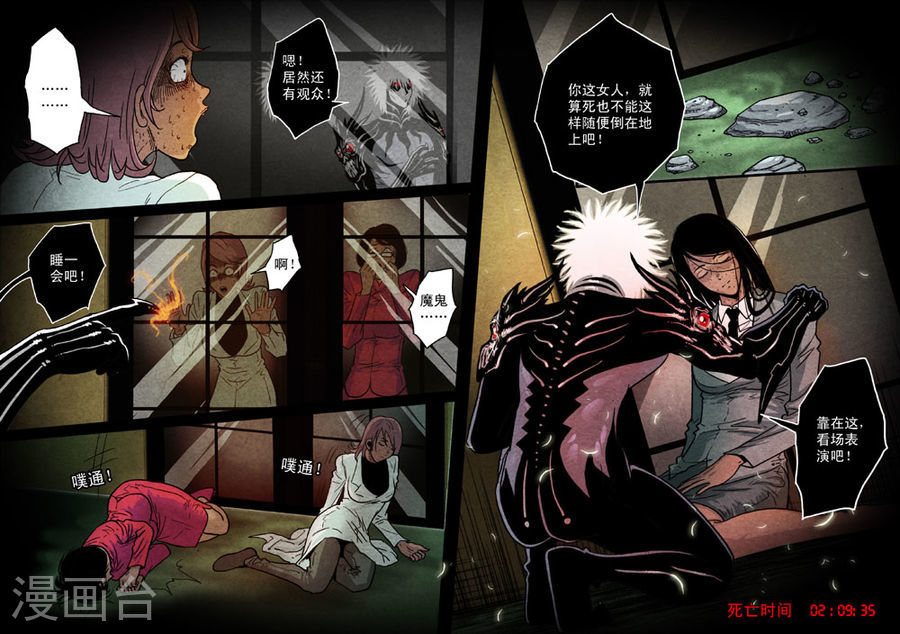 你这女人，就
算死也不能这
样随便倒在地
上吧！
靠在这，
看场表
演吧！
嗯！
居然还
有观众！
……
……
魔鬼
……
啊！
睡一
会吧！
噗通！
噗通！
死亡时间 02:09:35
漫画台